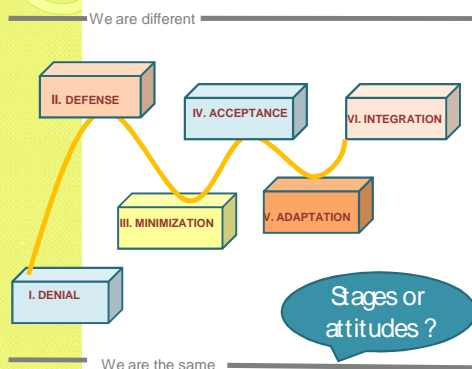 We are different
II. DEFENSE
IV. ACCEPTANCE
VI. INTEGRATION
III. MINIMIZATION
V. ADAPTATION
I. DENIAL
Stages or
attitudes ?
We are the same